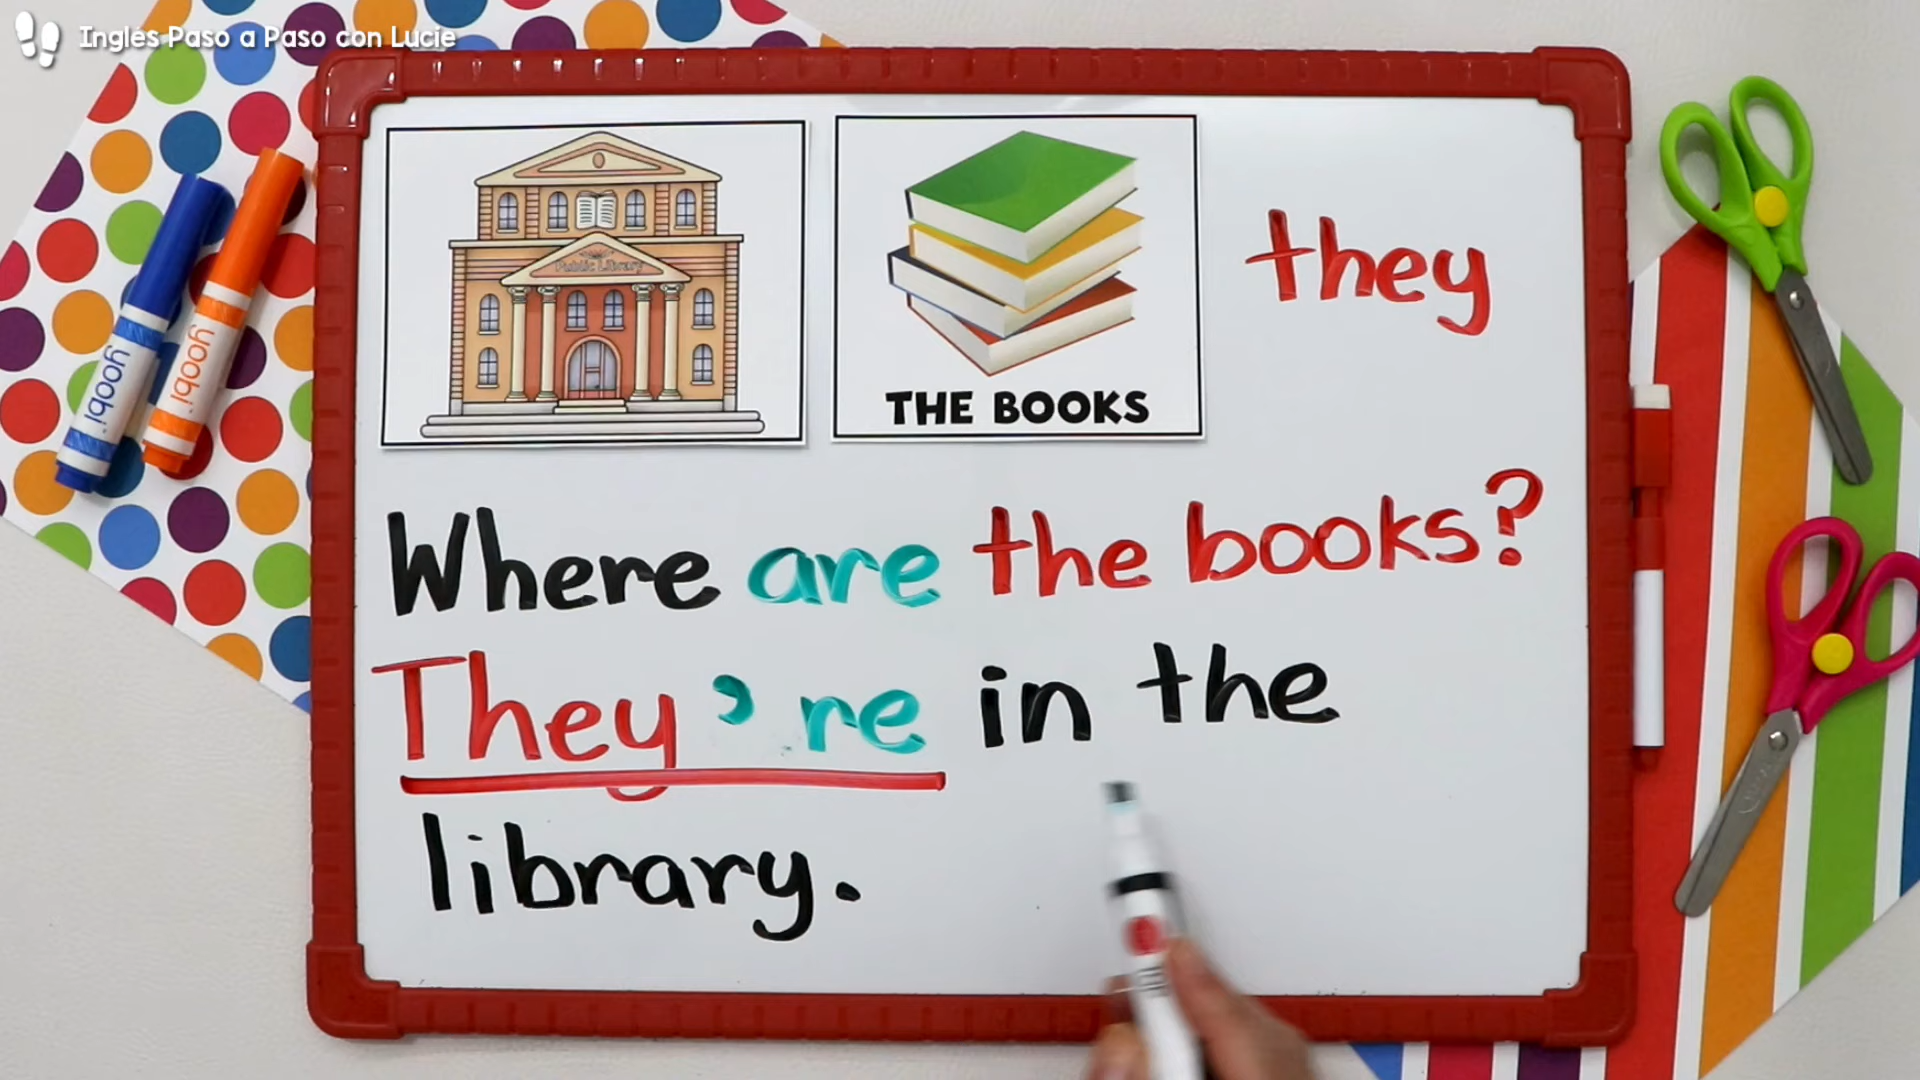 Inglés Paso a Paso con Lucie
Public Library
THE BOOKS
they
Where are the books?
They're in the
library.
yoobi
yoobi